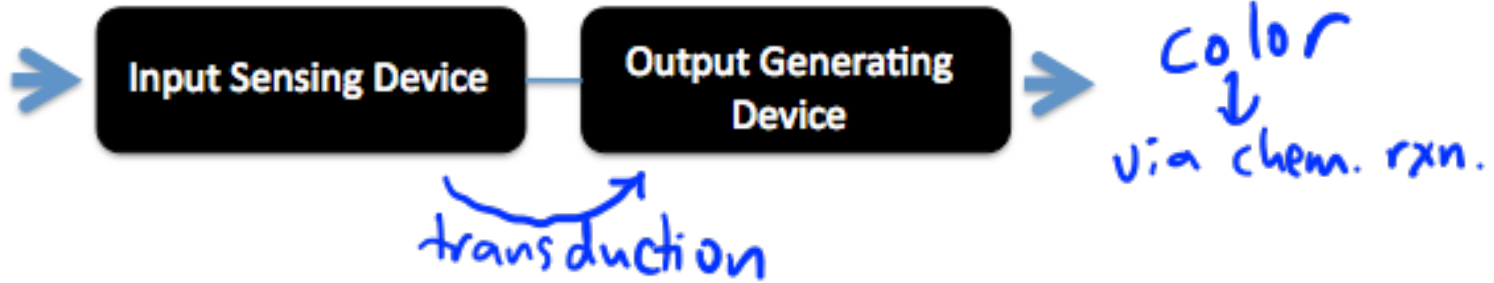 Input Sensing Device
Output Generating
Device
color
via chem. rxn.
transduction